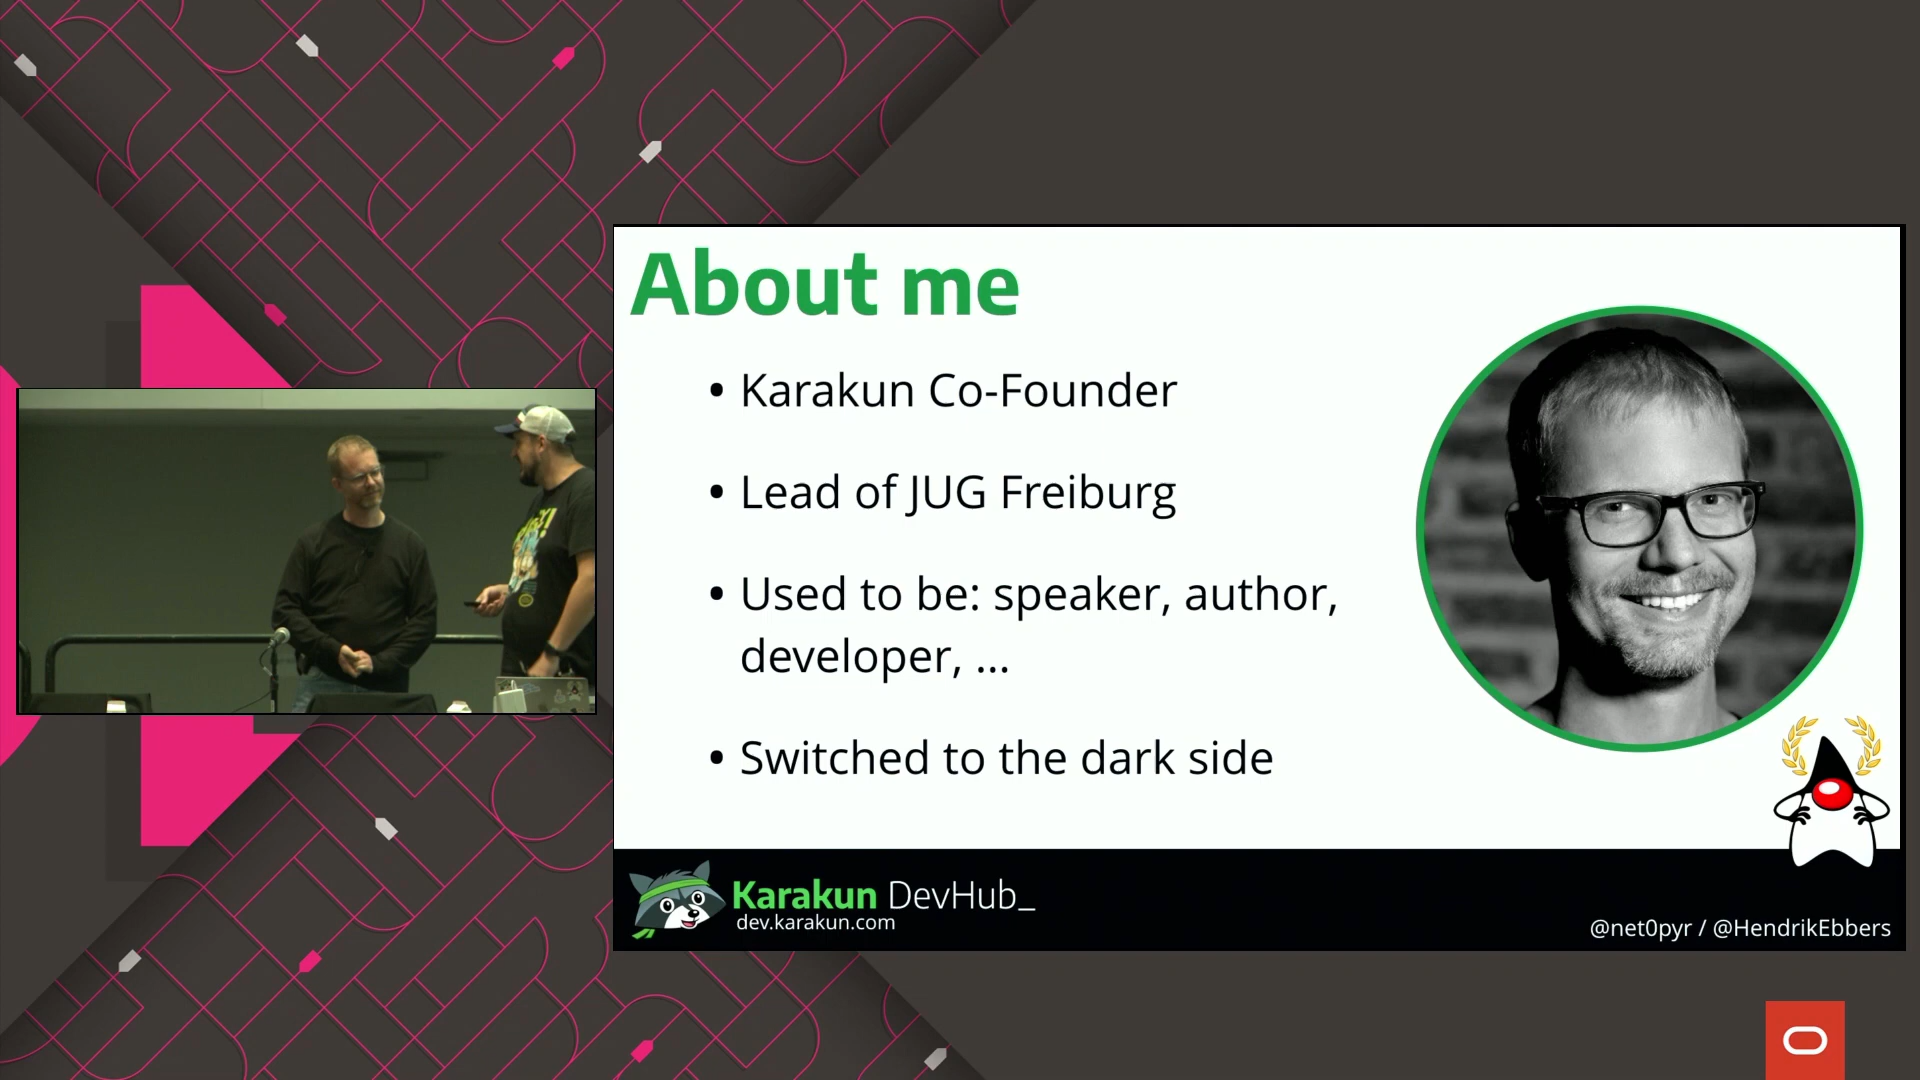 About me
• Karakun Co-Founder
• Lead of JUG Freiburg
• Used to be: speaker, author,
developer, ...
• Switched to the dark side
Karakun DevHub_
dev.karakun.com
@net0pyr / @HendrikEbbers